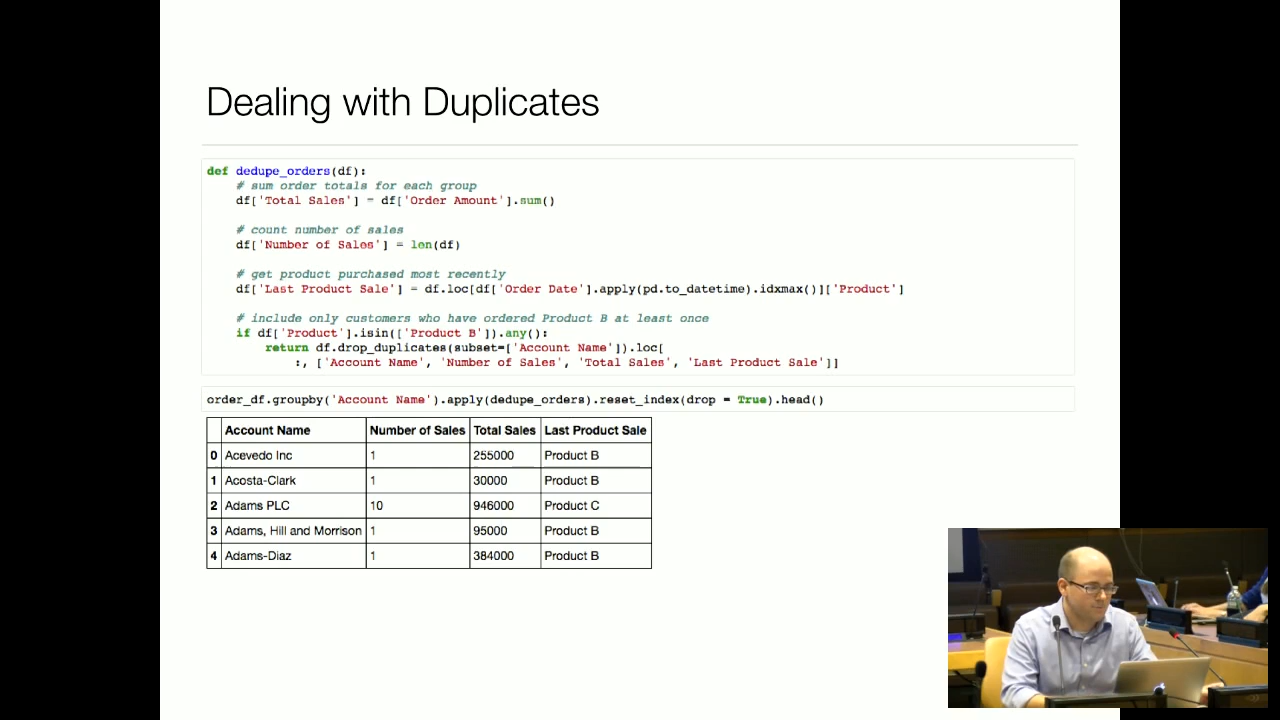 Dealing with Duplicates
def dedupe_orders(df):
# sum order totals for each group
df['Total Sales'] = df['Order Amount'].sum()
# count number of sales
df['Number of Sales'] = len(df)
# get product purchased most recently
df['Last Product Sale'] = df.loc[df['Order Date'].apply(pd.to_datetime).idxmax()]['Product']
# include only customers who have ordered Product B at least once
if df['Product'].isin(['Product B']).any():
return df.drop_duplicates(subset=['Account Name']).loc[
:, ['Account Name', 'Number of Sales', 'Total Sales', 'Last Product Sale']]
order_df.groupby('Account Name').apply(dedupe_orders).reset_index(drop = True).head()
Account Name Number of Sales Total Sales Last Product Sale
0 Acevedo Inc 1 255000 Product B
1 Acosta-Clark 1 30000 Product B
2 Adams PLC 10 946000 Product C
3 Adams, Hill and Morrison 1 95000 Product B
4 Adams-Diaz 1 384000 Product B